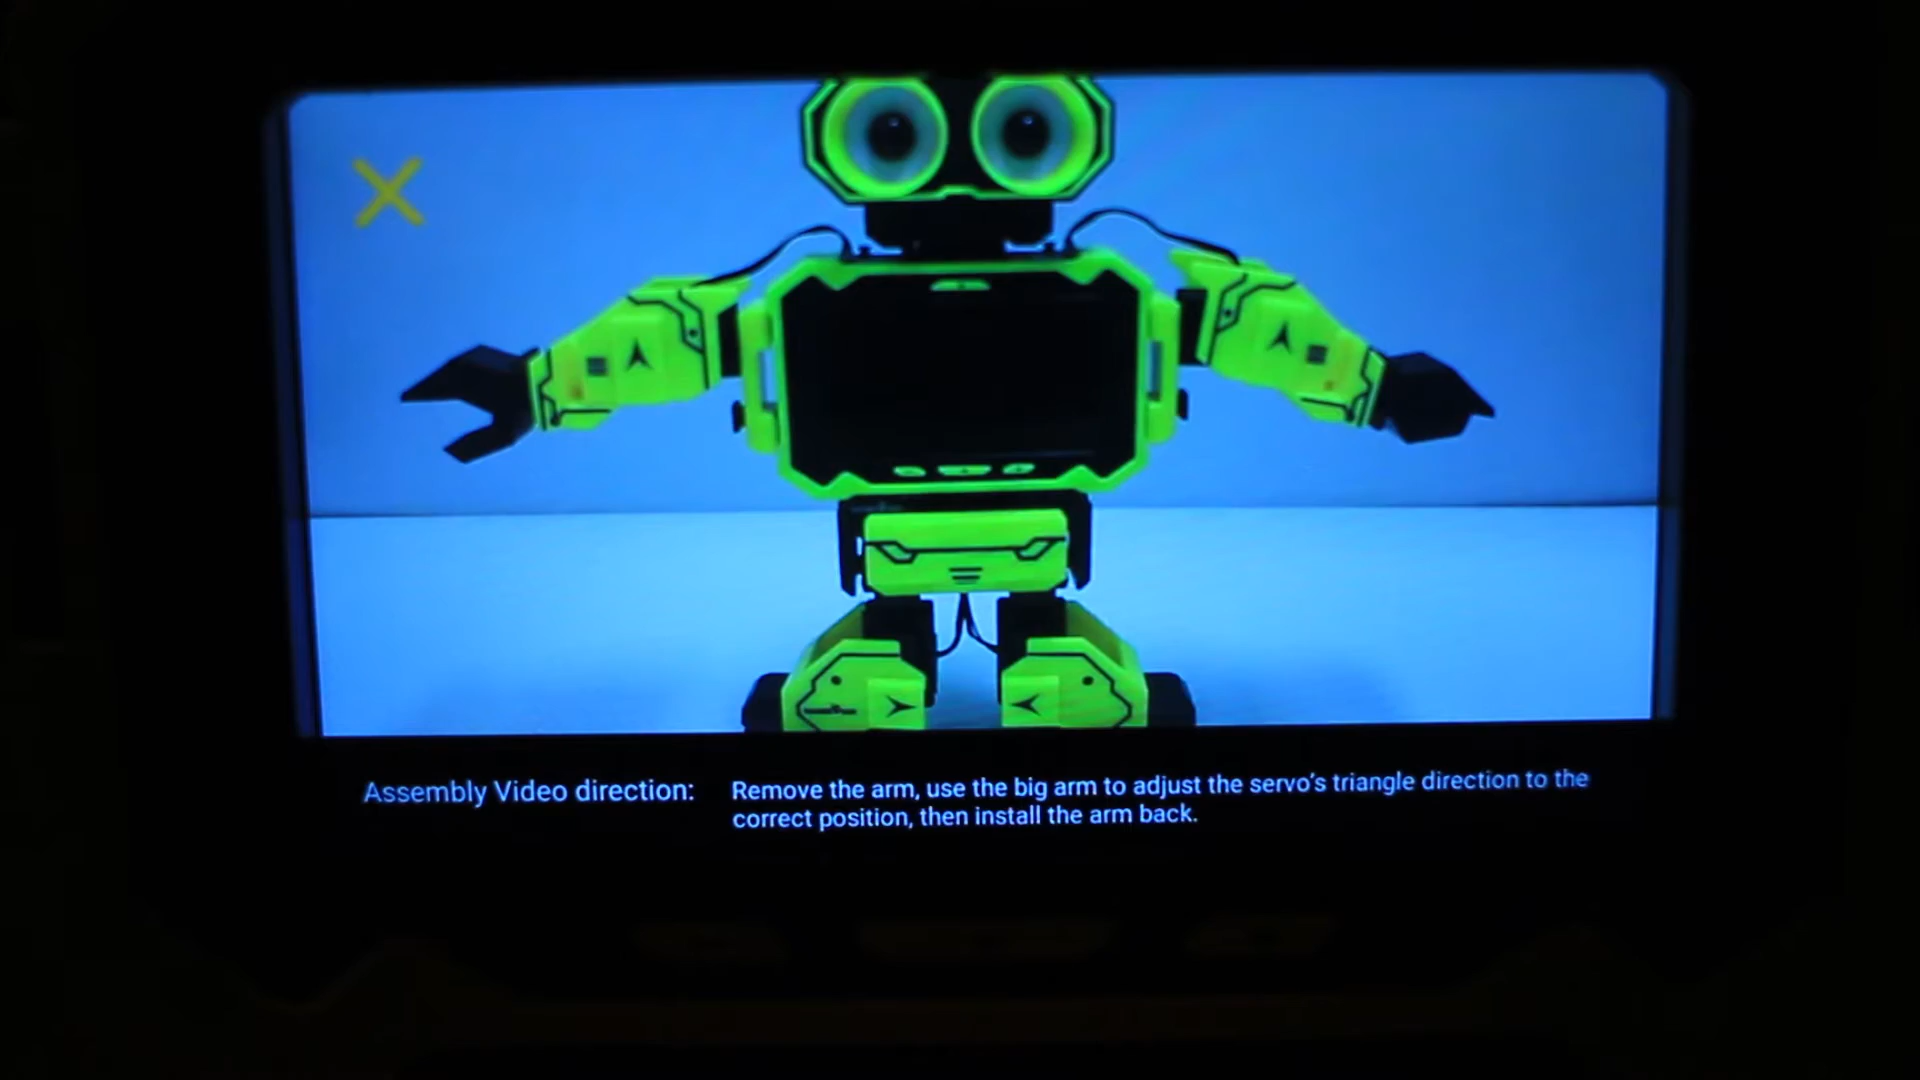 Assembly Video direction:
Remove the arm, use the big arm to adjust the servo's triangle direction to the
correct position, then install the arm back.